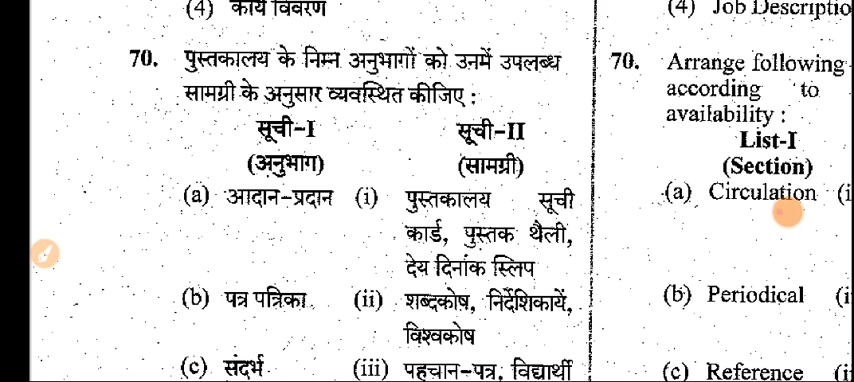 (4) कार्य विवरण
70. पुस्तकालय के निम्न अनुभागों को उनमें उपलब्ध
सामग्री के अनुसार व्यवस्थित कीजिए :
सूची-I सूची-II
(अनुभाग) (सामग्री)
(a) आदान-प्रदान (i) पुस्तकालय सूची
कार्ड, पुस्तक थैली,
देय दिनांक स्लिप
(b) पत्र पत्रिका (ii) शब्दकोष, निर्देशिकायें,
विश्वकोष
(c) संदर्भ (iii) पहचान-पत्र, विद्यार्थी
(4) Job Descriptio
70. Arrange following
according to
availability :
List-I
(Section)
(a) Circulation (i
(b) Periodical (i
(c) Reference (i